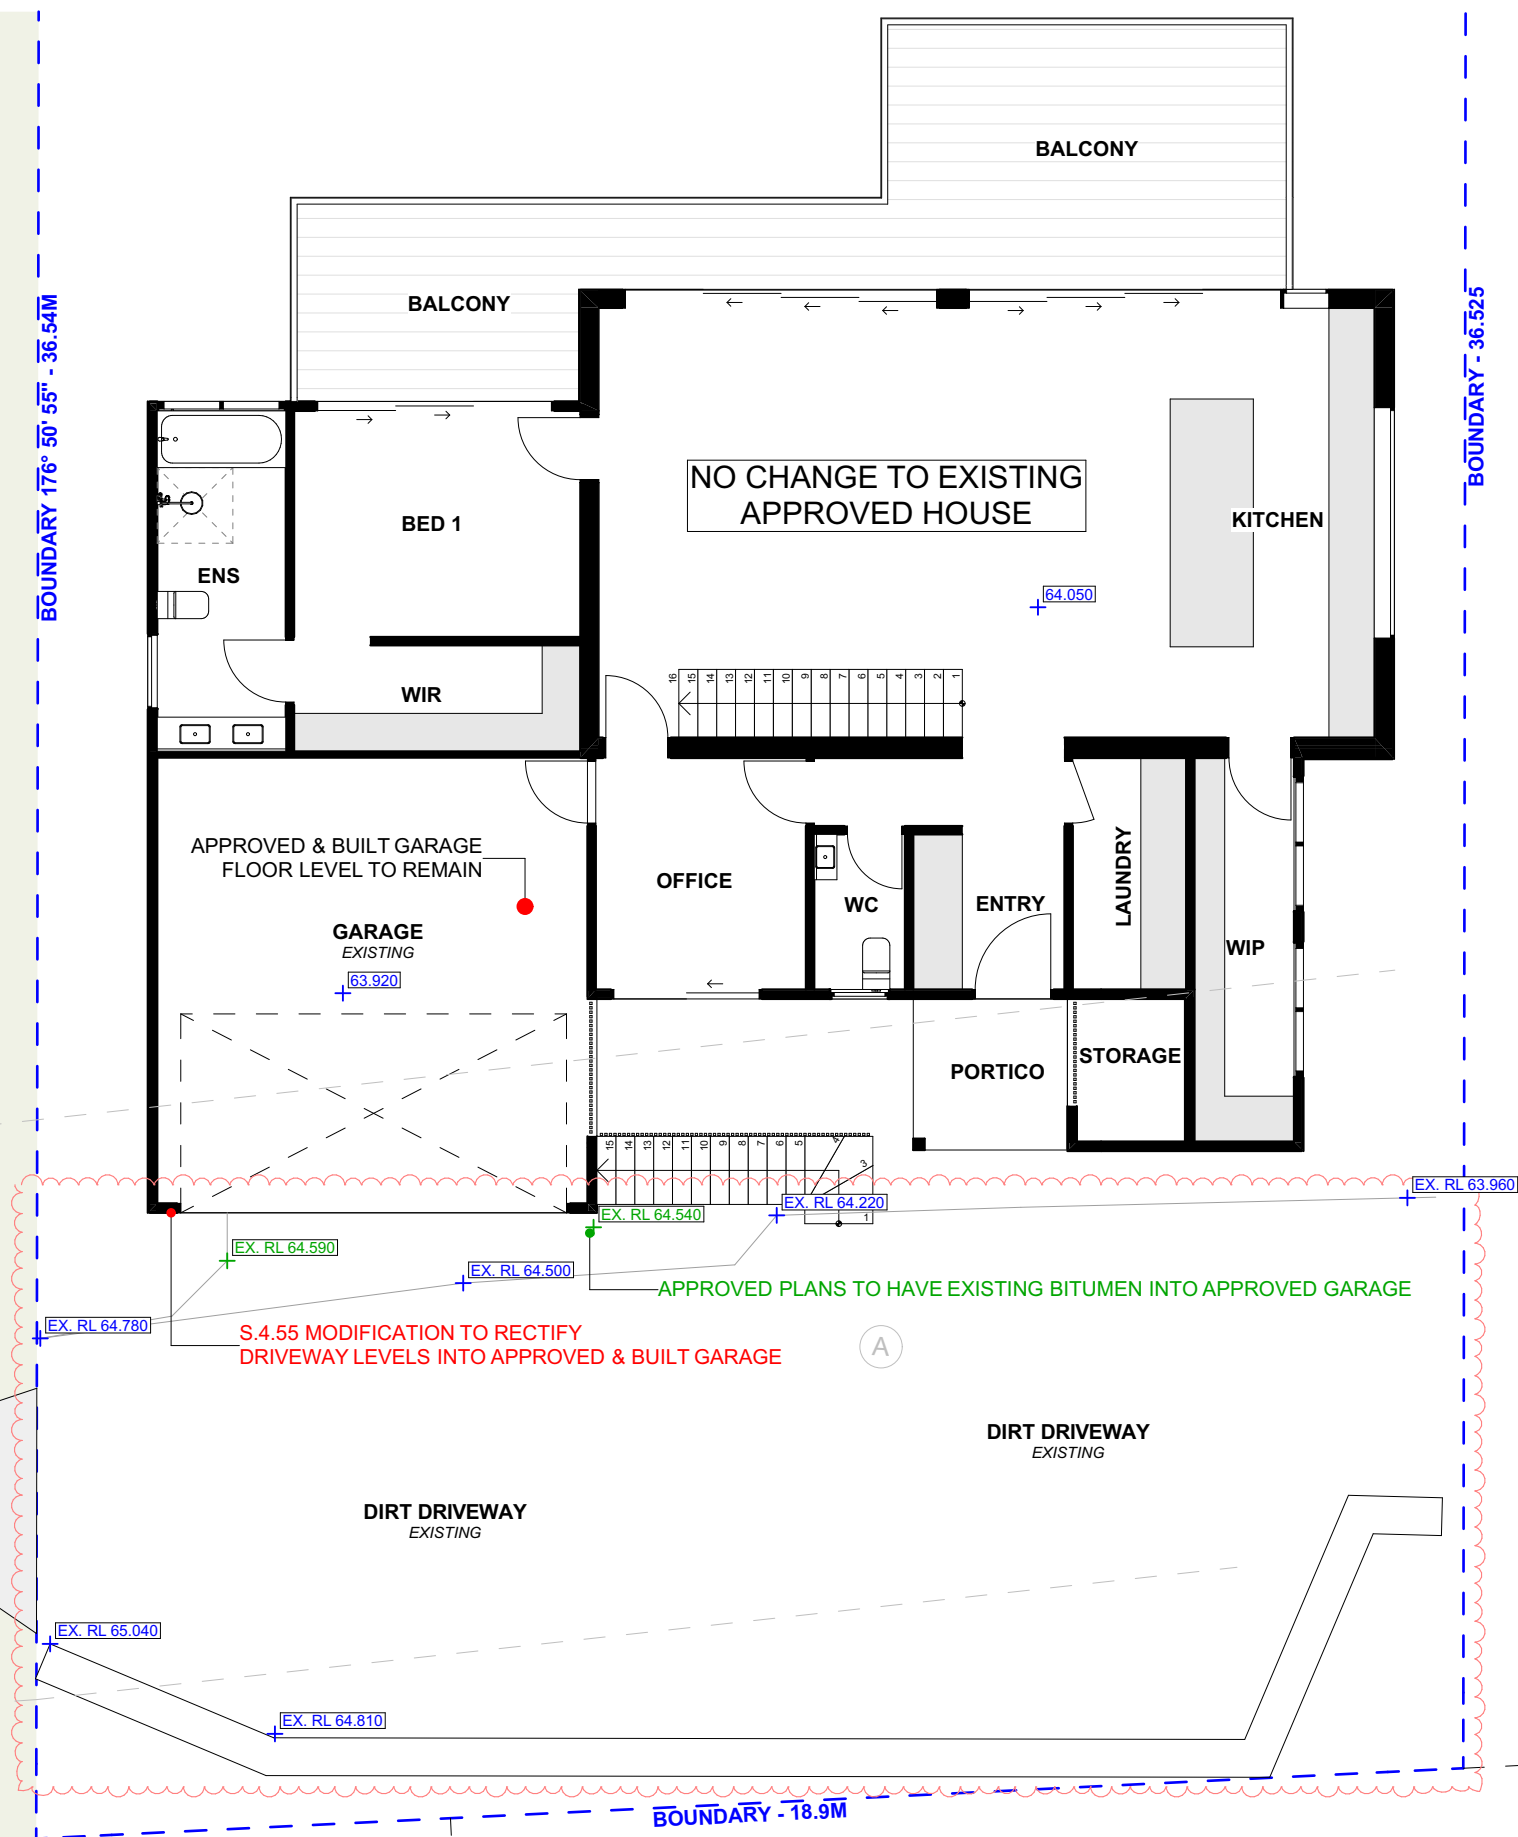 BALCONY
BALCONY
BOUNDARY 176° 50' 55" - 36.54M
BOUNDARY - 36.525
NO CHANGE TO EXISTING
APPROVED HOUSE
BED 1
KITCHEN
ENS
64.050
WIR
16 15 14 13 12 11 10 9 8 7 6 5 4 3 2 1
APPROVED & BUILT GARAGE
FLOOR LEVEL TO REMAIN
OFFICE
WC
ENTRY
LAUNDRY
WIP
GARAGE
EXISTING
63.920
PORTICO
STORAGE
15 14 13 12 11 10 9 8 7 6 5 4 3 1
EX. RL 63.960
EX. RL 64.220
EX. RL 64.540
EX. RL 64.590
EX. RL 64.500
APPROVED PLANS TO HAVE EXISTING BITUMEN INTO APPROVED GARAGE
EX. RL 64.780
S.4.55 MODIFICATION TO RECTIFY
DRIVEWAY LEVELS INTO APPROVED & BUILT GARAGE
A
DIRT DRIVEWAY
EXISTING
DIRT DRIVEWAY
EXISTING
EX. RL 65.040
EX. RL 64.810
BOUNDARY - 18.9M